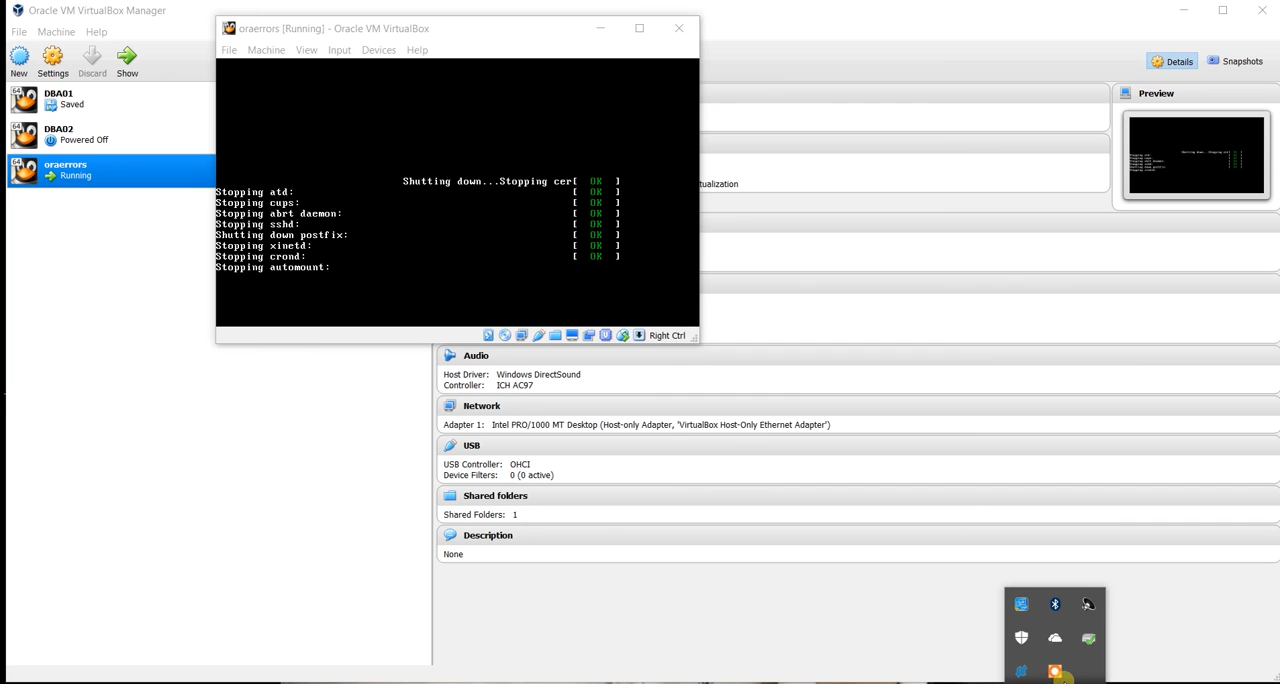 Oracle VM VirtualBox Manager
File Machine Help
New Settings Discard Show
Details Snapshots
64 DBA01
Saved
64 DBA02
Powered Off
64 oraerrors
Running
oraerrors [Running] - Oracle VM VirtualBox
File Machine View Input Devices Help
Shutting down...Stopping cer[ OK ]
Stopping atd: [ OK ]
Stopping cups: [ OK ]
Stopping abrt daemon: [ OK ]
Stopping sshd: [ OK ]
Shutting down postfix: [ OK ]
Stopping xinetd: [ OK ]
Stopping crond: [ OK ]
Stopping automount:
Right Ctrl
Preview
tualization
Audio
Host Driver: Windows DirectSound
Controller: ICH AC97
Network
Adapter 1: Intel PRO/1000 MT Desktop (Host-only Adapter, 'VirtualBox Host-Only Ethernet Adapter')
USB
USB Controller: OHCI
Device Filters: 0 (0 active)
Shared folders
Shared Folders: 1
Description
None